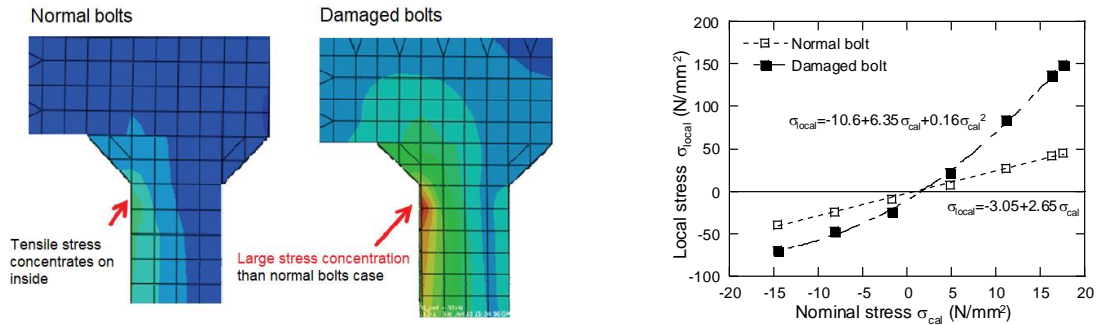 Normal bolts
Damaged bolts
Tensile stress
concentrates on
inside
Large stress concentration
than normal bolts case
Local stress σlocal (N/mm²)
200
150
100
50
0
-50
-100
Normal bolt
Damaged bolt
σlocal=-10.6+6.35σcal+0.16σcal²
σlocal=-3.05+2.65σcal
-20 -15 -10 -5 0 5 10 15 20
Nominal stress σcal (N/mm²)